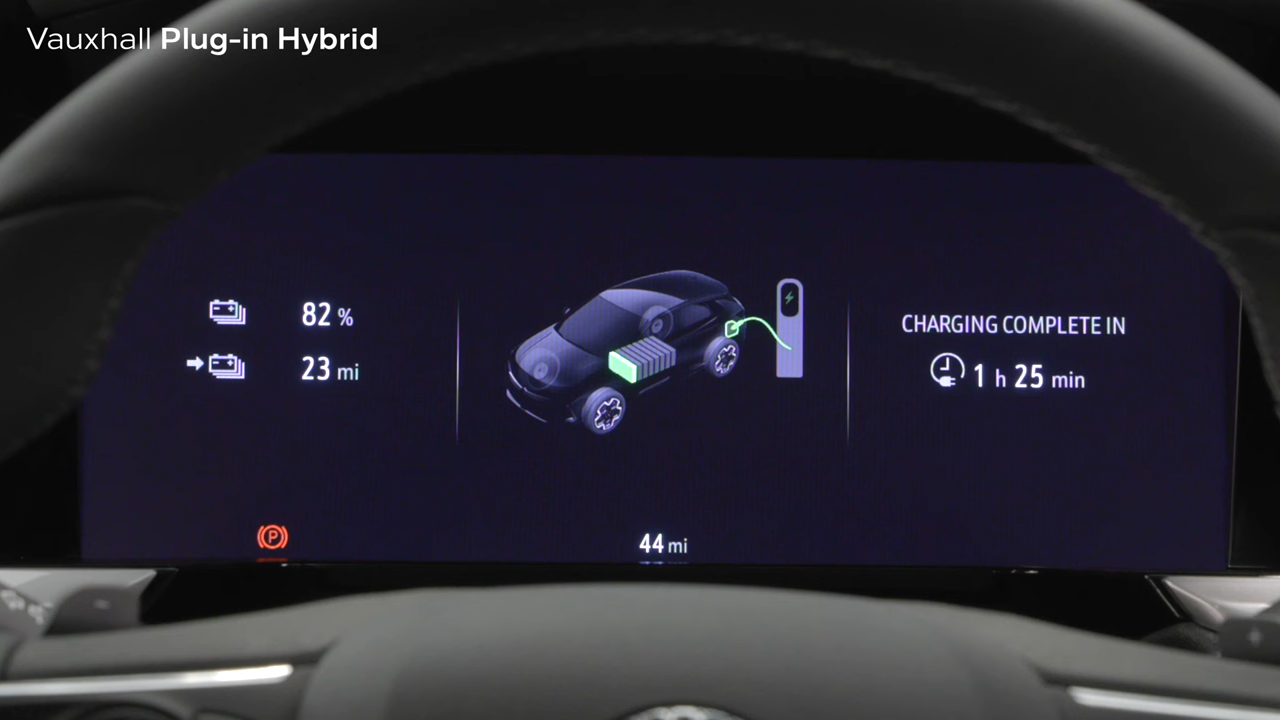 Vauxhall Plug-in Hybrid
82 %
23 mi
CHARGING COMPLETE IN
1 h 25 min
P
44 mi